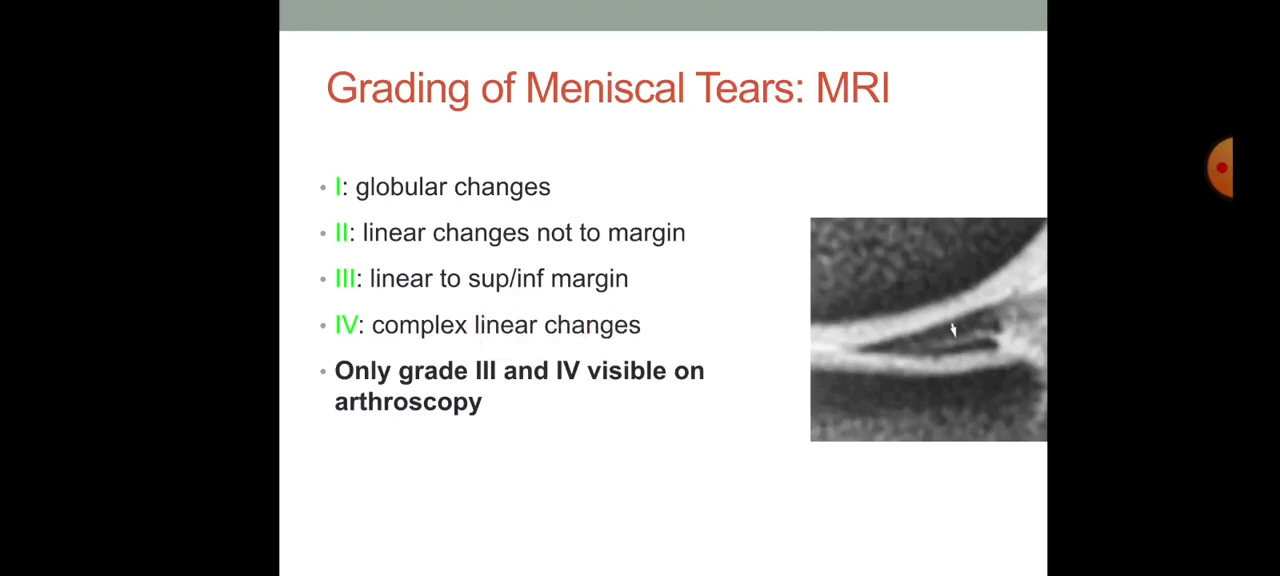 Grading of Meniscal Tears: MRI
• I: globular changes
• II: linear changes not to margin
• III: linear to sup/inf margin
• IV: complex linear changes
• Only grade III and IV visible on
arthroscopy